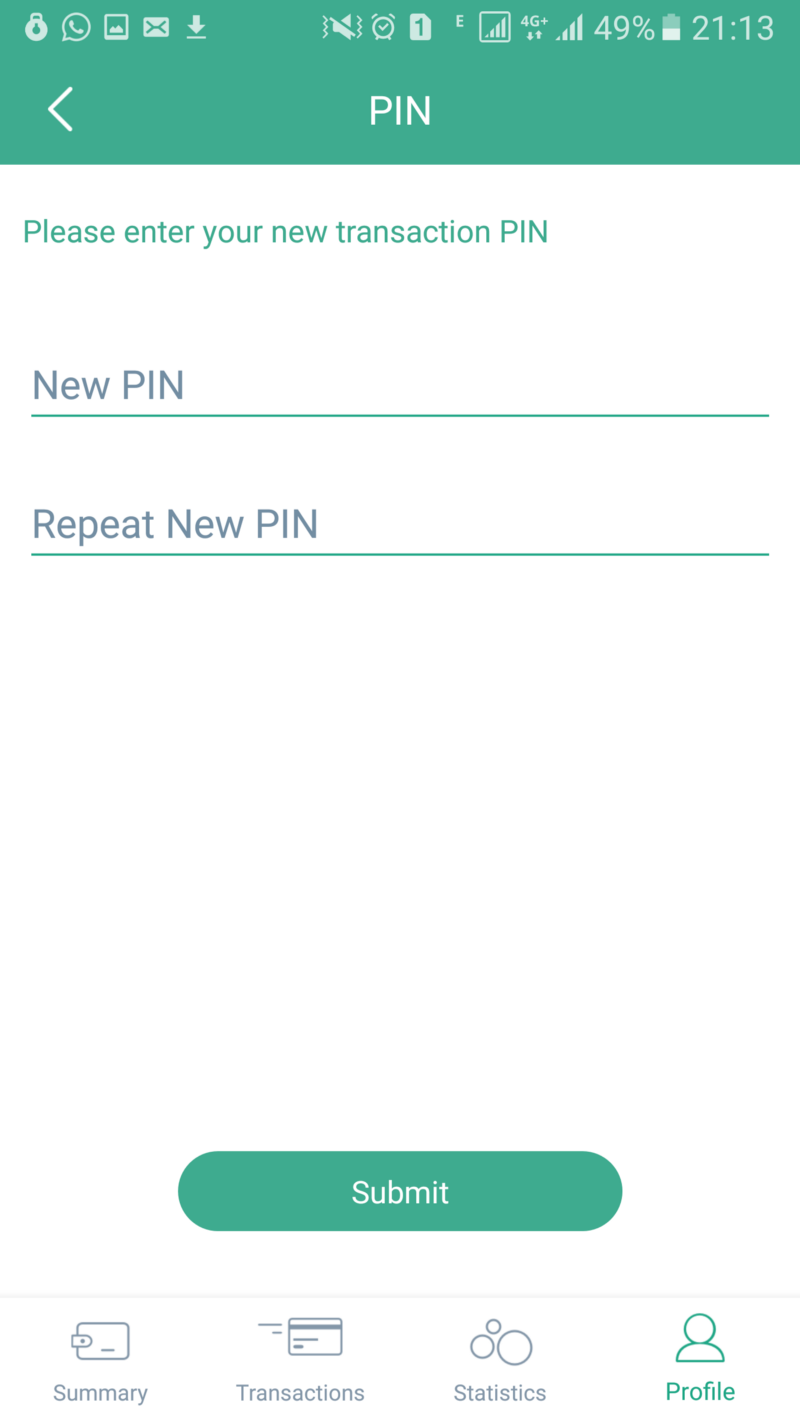 1 E 4G+ 49% 21:13
PIN
Please enter your new transaction PIN
New PIN
Repeat New PIN
Submit
Summary Transactions Statistics Profile